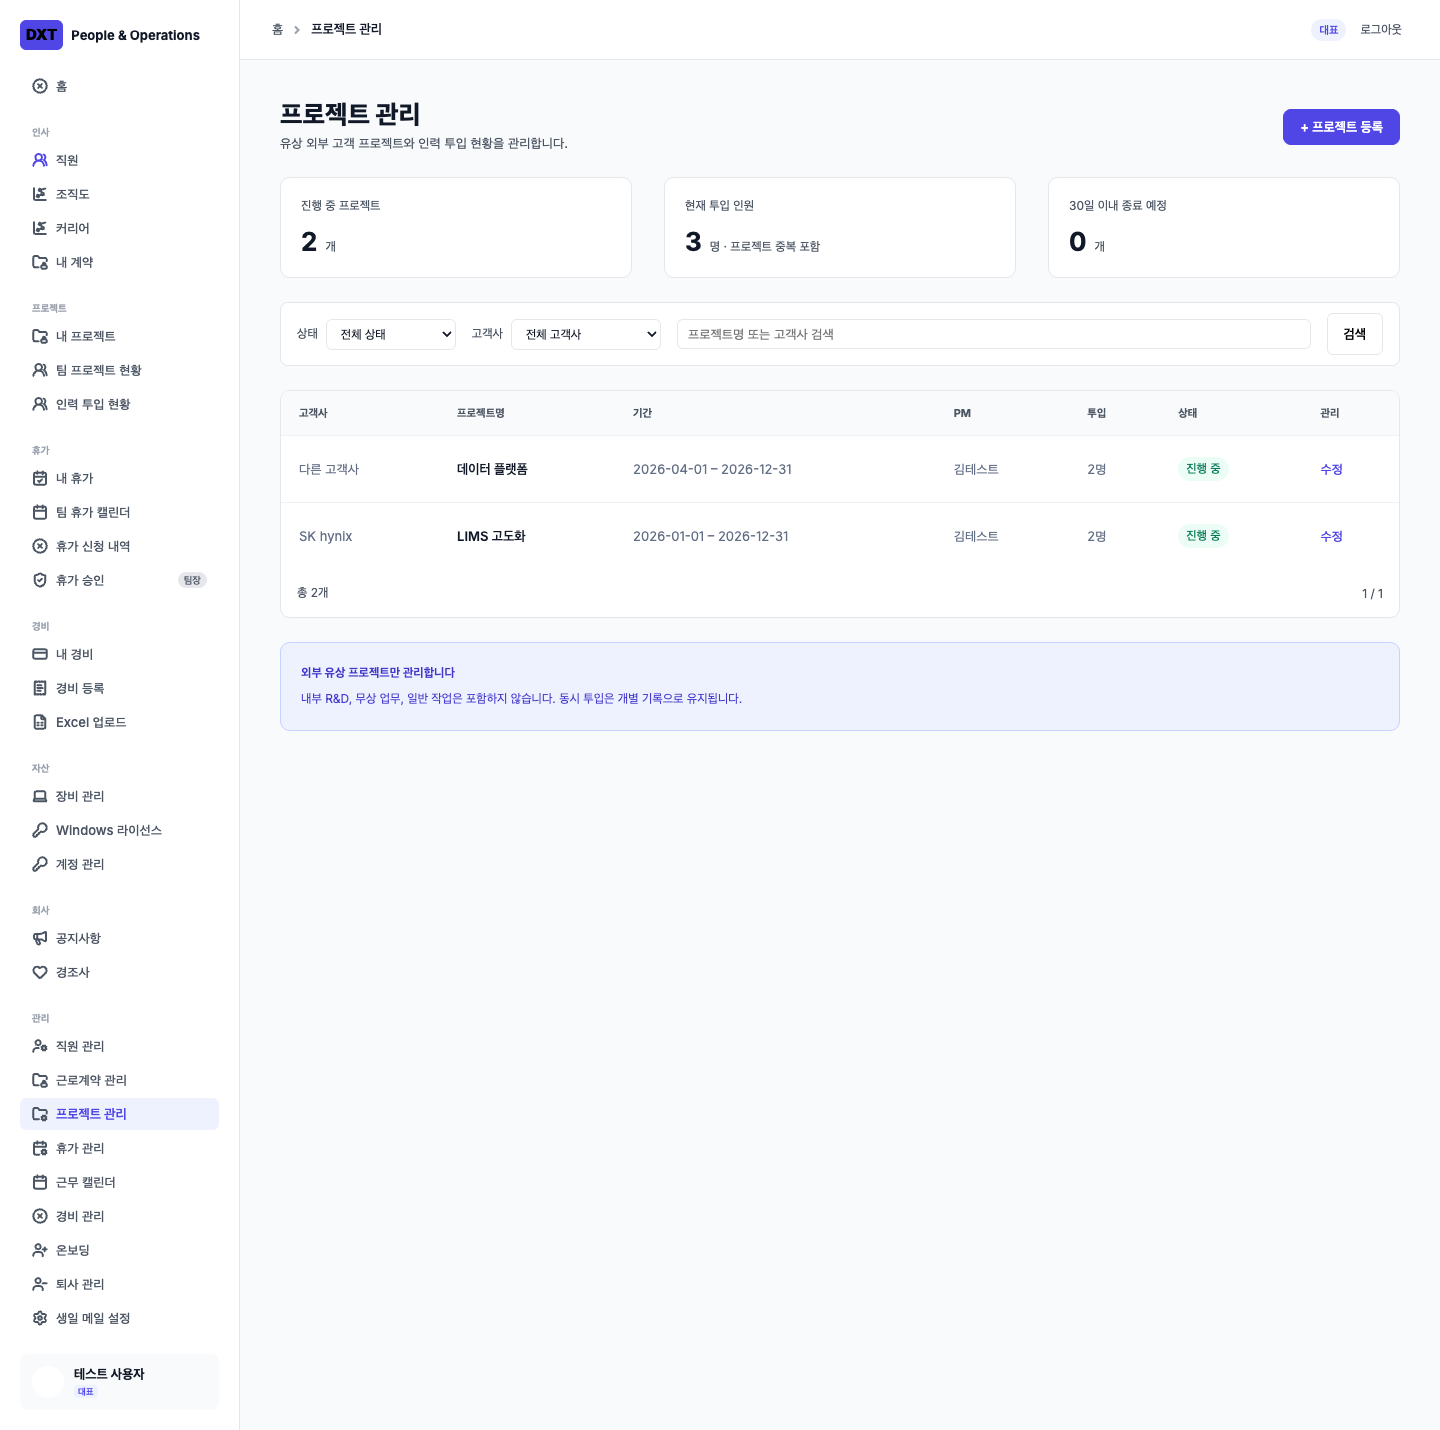 DXT People & Operations
홈
인사
직원
조직도
커리어
내 계약
프로젝트
내 프로젝트
팀 프로젝트 현황
인력 투입 현황
휴가
내 휴가
팀 휴가 캘린더
휴가 신청 내역
휴가 승인 팀장
경비
내 경비
경비 등록
Excel 업로드
자산
장비 관리
Windows 라이선스
계정 관리
회사
공지사항
경조사
관리
직원 관리
근로계약 관리
프로젝트 관리
휴가 관리
근무 캘린더
경비 관리
온보딩
퇴사 관리
생일 메일 설정
테스트 사용자
대표
홈 > 프로젝트 관리 대표 로그아웃
프로젝트 관리
유상 외부 고객 프로젝트와 인력 투입 현황을 관리합니다.
+ 프로젝트 등록
진행 중 프로젝트
2 개
현재 투입 인원
3 명 · 프로젝트 중복 포함
30일 이내 종료 예정
0 개
상태 전체 상태 고객사 전체 고객사 프로젝트명 또는 고객사 검색 검색
고객사 프로젝트명 기간 PM 투입 상태 관리
다른 고객사 데이터 플랫폼 2026-04-01 – 2026-12-31 김테스트 2명 진행 중 수정
SK hynix LIMS 고도화 2026-01-01 – 2026-12-31 김테스트 2명 진행 중 수정
총 2개 1 / 1
외부 유상 프로젝트만 관리합니다
내부 R&D, 무상 업무, 일반 작업은 포함하지 않습니다. 동시 투입은 개별 기록으로 유지됩니다.